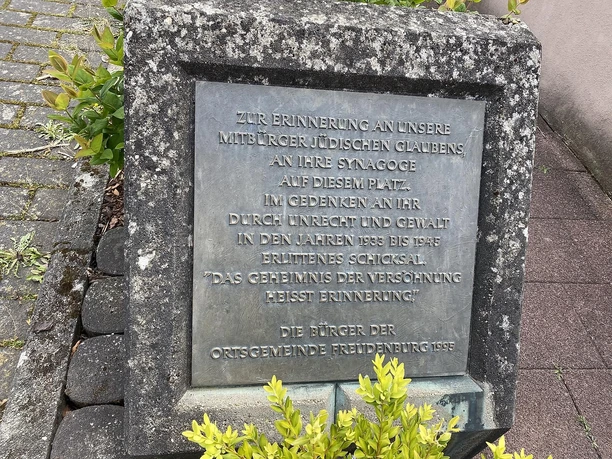 ZUR ERINNERUNG AN UNSERE
MITBÜRGER JÜDISCHEN GLAUBENS,
AN IHRE SYNAGOGE
AUF DIESEM PLATZ.
IM GEDENKEN AN IHR
DURCH UNRECHT UND GEWALT
IN DEN JAHREN 1933 BIS 1945
ERLITTENES SCHICKSAL.
"DAS GEHEIMNIS DER VERSÖHNUNG
HEISST ERINNERUNG."
DIE BÜRGER DER
ORTSGEMEINDE FREUDENBURG 1995